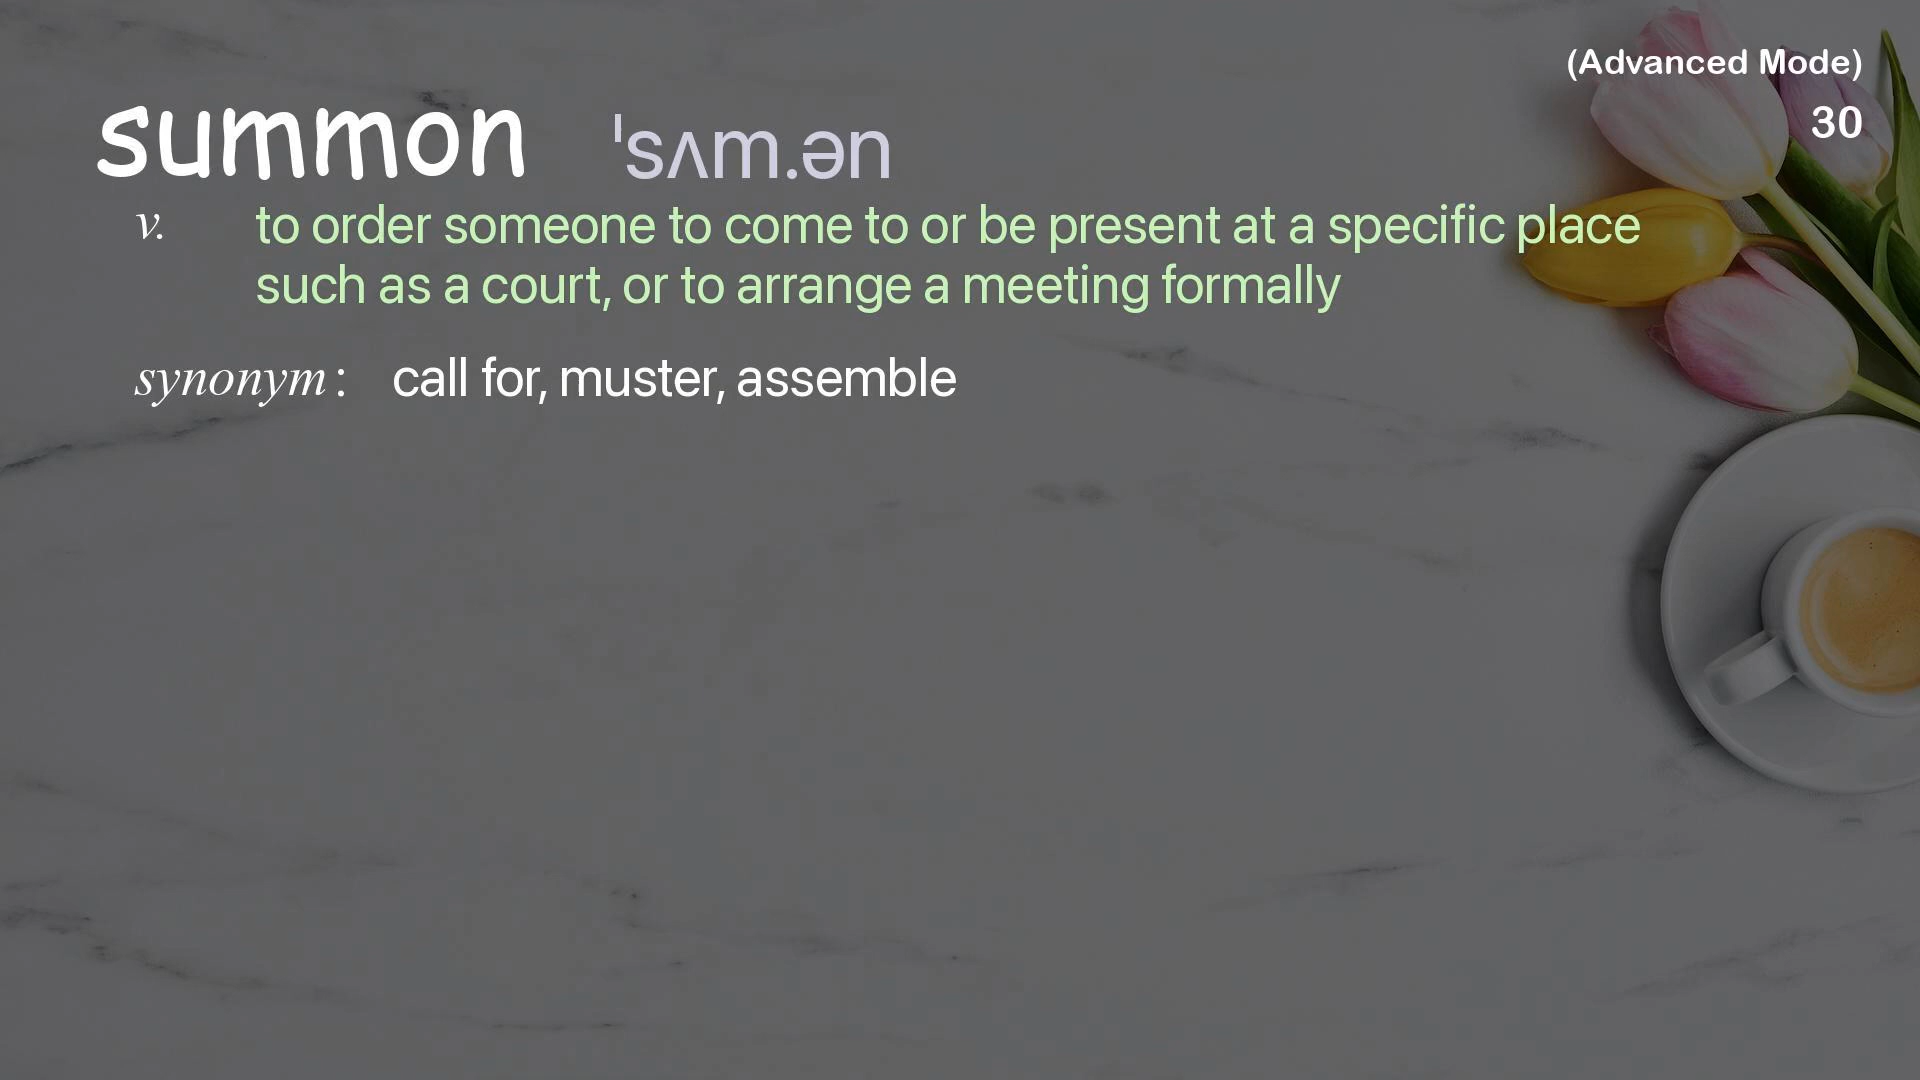 (Advanced Mode)
30
summon ˈsʌm.ən
v. to order someone to come to or be present at a specific place
such as a court, or to arrange a meeting formally
synonym : call for, muster, assemble